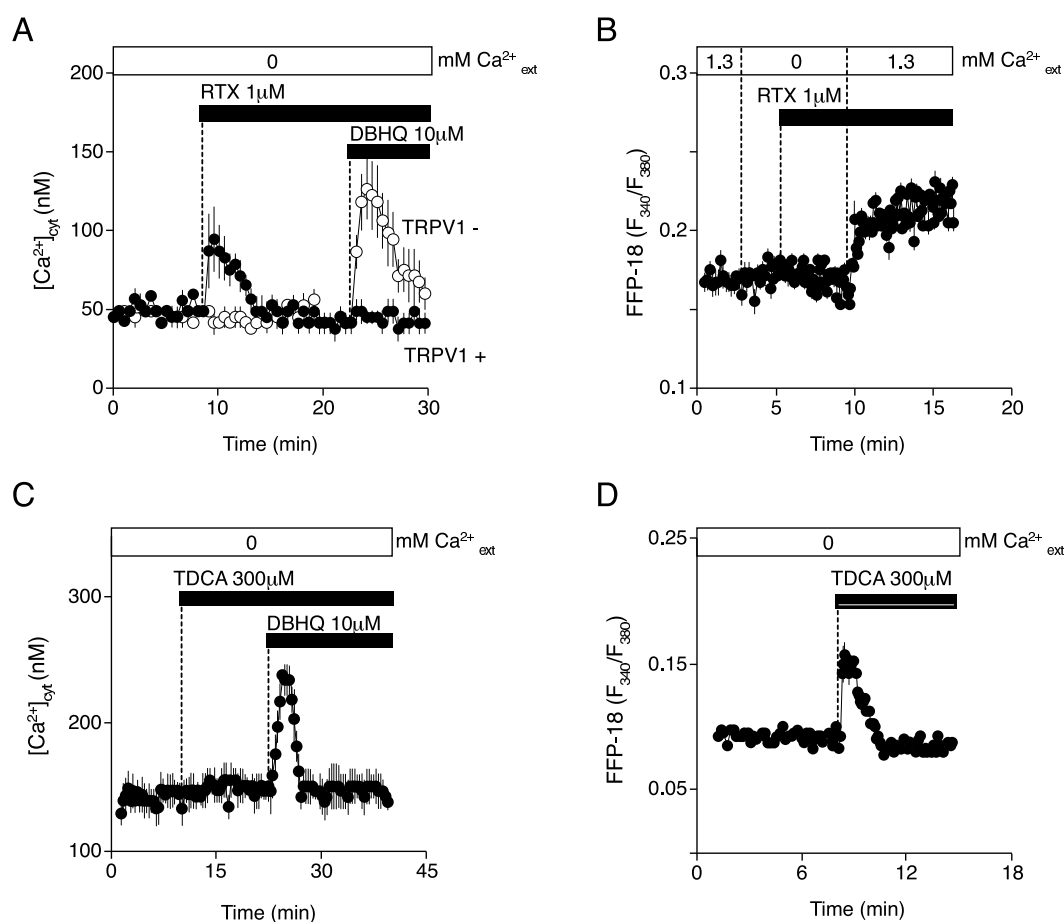 A
0
mM Ca²⁺ext
200
RTX 1μM
150
DBHQ 10μM
100
TRPV1 -
50
TRPV1 +
0
0
10
20
30
[Ca²⁺]cyt (nM)
Time (min)
B
1.3
0
1.3
mM Ca²⁺ext
0.3
RTX 1μM
0.2
0.1
0
5
10
15
20
FFP-18 (F340/F380)
Time (min)
C
0
mM Ca²⁺ext
TDCA 300μM
300
DBHQ 10μM
200
100
0
15
30
45
[Ca²⁺]cyt (nM)
Time (min)
D
0.25
0
mM Ca²⁺ext
TDCA 300μM
0.15
0.05
0
6
12
18
FFP-18 (F340/F380)
Time (min)